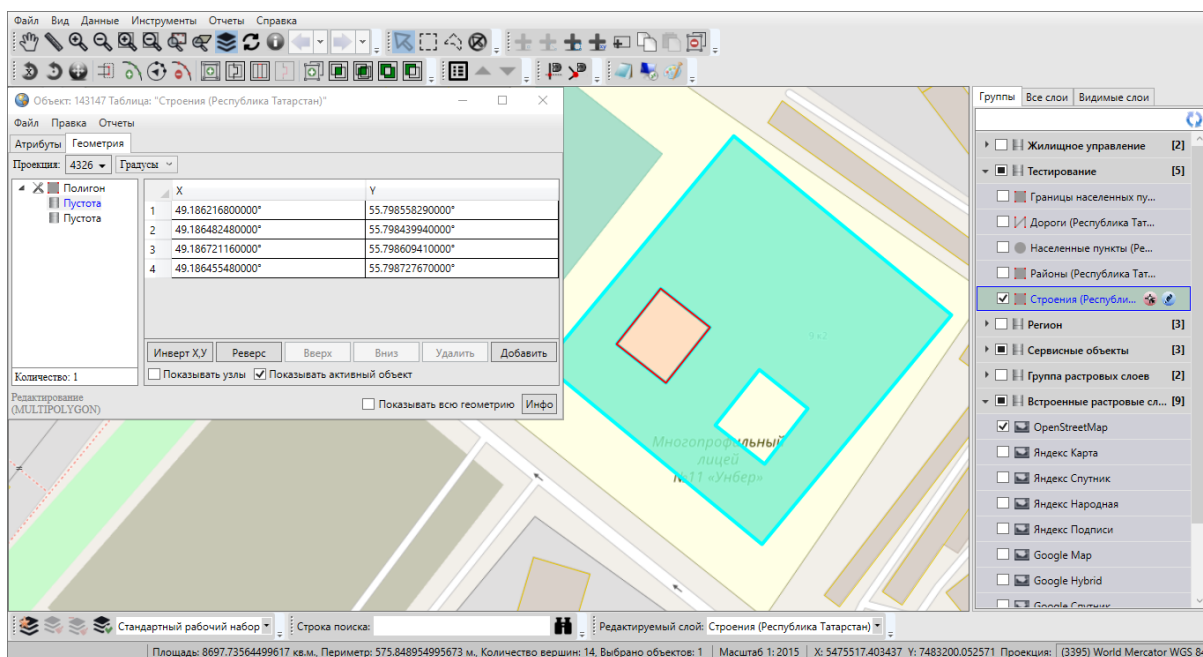 Файл Вид Данные Инструменты Отчеты Справка
Объект: 143147 Таблица: "Строения (Республика Татарстан)"
Файл Правка Отчеты
Атрибуты Геометрия
Проекция: 4326 Градусы
Полигон
Пустота
Пустота
Количество: 1
X Y
1 49.186216800000° 55.798558290000°
2 49.186482480000° 55.798439940000°
3 49.186721160000° 55.798609410000°
4 49.186455480000° 55.798727670000°
Инверт X,Y Реверс Вверх Вниз Удалить Добавить
Показывать узлы Показывать активный объект
Редактирование
(MULTIPOLYGON)
Показывать всю геометрию Инфо
Многопрофильный
лицей
№11 «Унбер»
Группы Все слои Видимые слои
Жилищное управление [2]
Тестирование [5]
Границы населенных пу...
Дороги (Республика Тат...
Населенные пункты (Ре...
Районы (Республика Тат...
Строения (Республи...
Регион [3]
Сервисные объекты [3]
Группа растровых слоев [2]
Встроенные растровые сл... [9]
OpenStreetMap
Яндекс Карта
Яндекс Спутник
Яндекс Народная
Яндекс Подписи
Google Map
Google Hybrid
Google Спутник
Стандартный рабочий набор Строка поиска: Редактируемый слой: Строения (Республика Татарстан)
Площадь: 8697.73564499617 кв.м., Периметр: 575.848954995673 м., Количество вершин: 14, Выбрано объектов: 1 Масштаб 1: 2015 X: 5475517.403437 Y: 7483200.052571 Проекция: (3395) World Mercator WGS 8